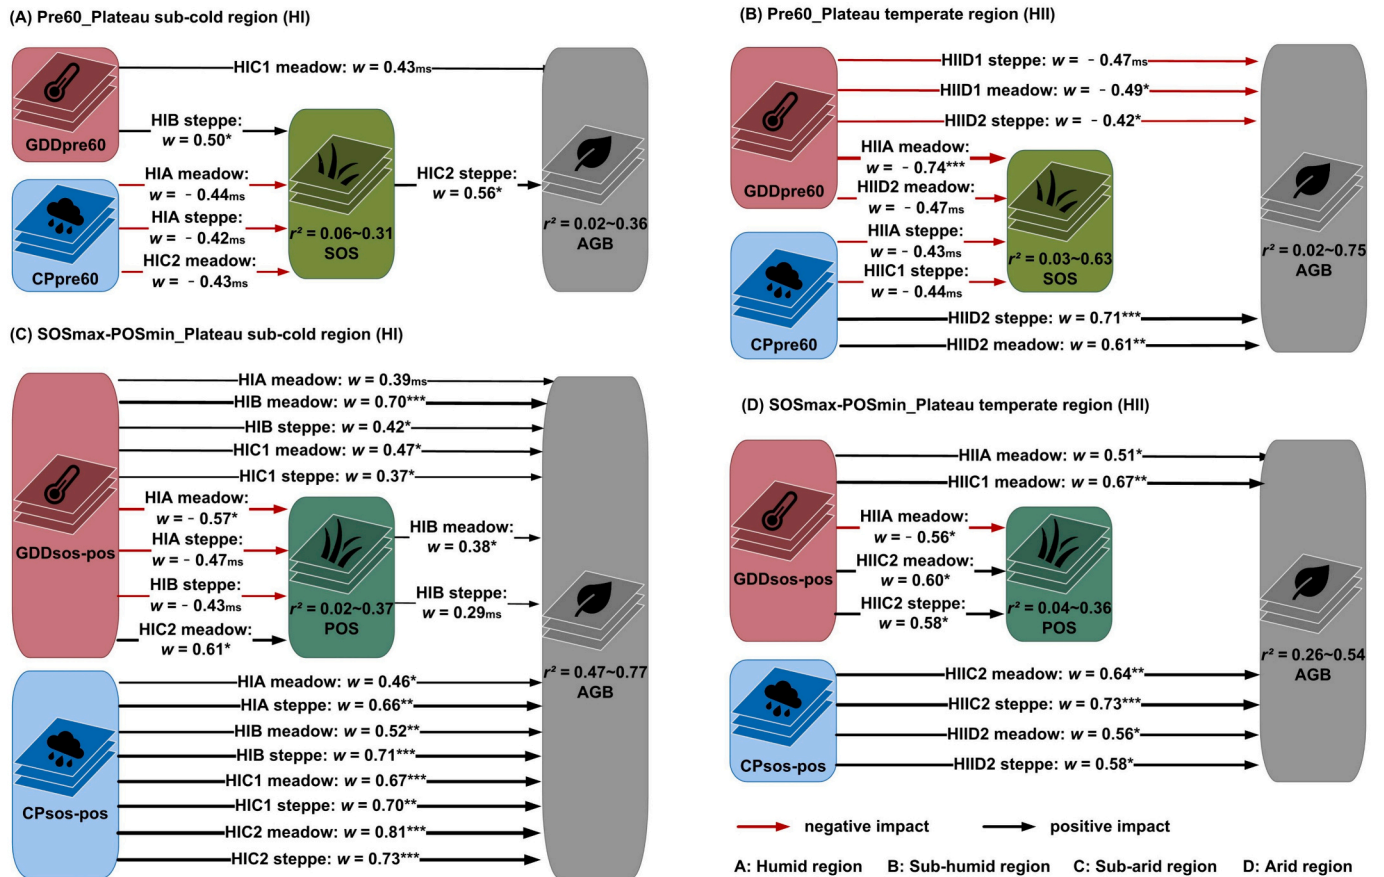 (A) Pre60_Plateau sub-cold region (HI)
HIC1 meadow: w = 0.43ms
HIB steppe:
w = 0.50*
GDDpre60
HIA meadow:
w = − 0.44ms
HIA steppe:
w = − 0.42ms
HIC2 meadow:
w = − 0.43ms
CPpre60
r² = 0.06~0.31
SOS
HIC2 steppe:
w = 0.56*
r² = 0.02~0.36
AGB
(B) Pre60_Plateau temperate region (HII)
HIID1 steppe: w = − 0.47ms
HIID1 meadow: w = − 0.49*
HIID2 steppe: w = − 0.42*
HIIA meadow:
w = − 0.74***
GDDpre60
HIID2 meadow:
w = − 0.47ms
HIIA steppe:
w = − 0.43ms
HIIC1 steppe:
w = − 0.44ms
r² = 0.03~0.63
SOS
r² = 0.02~0.75
AGB
HIID2 steppe: w = 0.71***
CPpre60
HIID2 meadow: w = 0.61**
(C) SOSmax-POSmin_Plateau sub-cold region (HI)
HIA meadow: w = 0.39ms
HIB meadow: w = 0.70***
HIB steppe: w = 0.42*
HIC1 meadow: w = 0.47*
HIC1 steppe: w = 0.37*
HIA meadow:
w = − 0.57*
HIA steppe:
w = − 0.47ms
GDDsos-pos
HIB steppe:
w = − 0.43ms
HIC2 meadow:
w = 0.61*
r² = 0.02~0.37
POS
HIB meadow:
w = 0.38*
HIB steppe:
w = 0.29ms
r² = 0.47~0.77
AGB
HIA meadow: w = 0.46*
HIA steppe: w = 0.66**
HIB meadow: w = 0.52**
HIB steppe: w = 0.71***
HIC1 meadow: w = 0.67***
HIC1 steppe: w = 0.70**
CPsos-pos
HIC2 meadow: w = 0.81***
HIC2 steppe: w = 0.73***
(D) SOSmax-POSmin_Plateau temperate region (HII)
HIIA meadow: w = 0.51*
HIIC1 meadow: w = 0.67**
HIIA meadow:
w = − 0.56*
HIIC2 meadow:
w = 0.60*
GDDsos-pos
HIIC2 steppe:
w = 0.58*
r² = 0.04~0.36
POS
r² = 0.26~0.54
AGB
HIIC2 meadow: w = 0.64**
HIIC2 steppe: w = 0.73***
HIID2 meadow: w = 0.56*
HIID2 steppe: w = 0.58*
CPsos-pos
negative impact
positive impact
A: Humid region B: Sub-humid region C: Sub-arid region D: Arid region